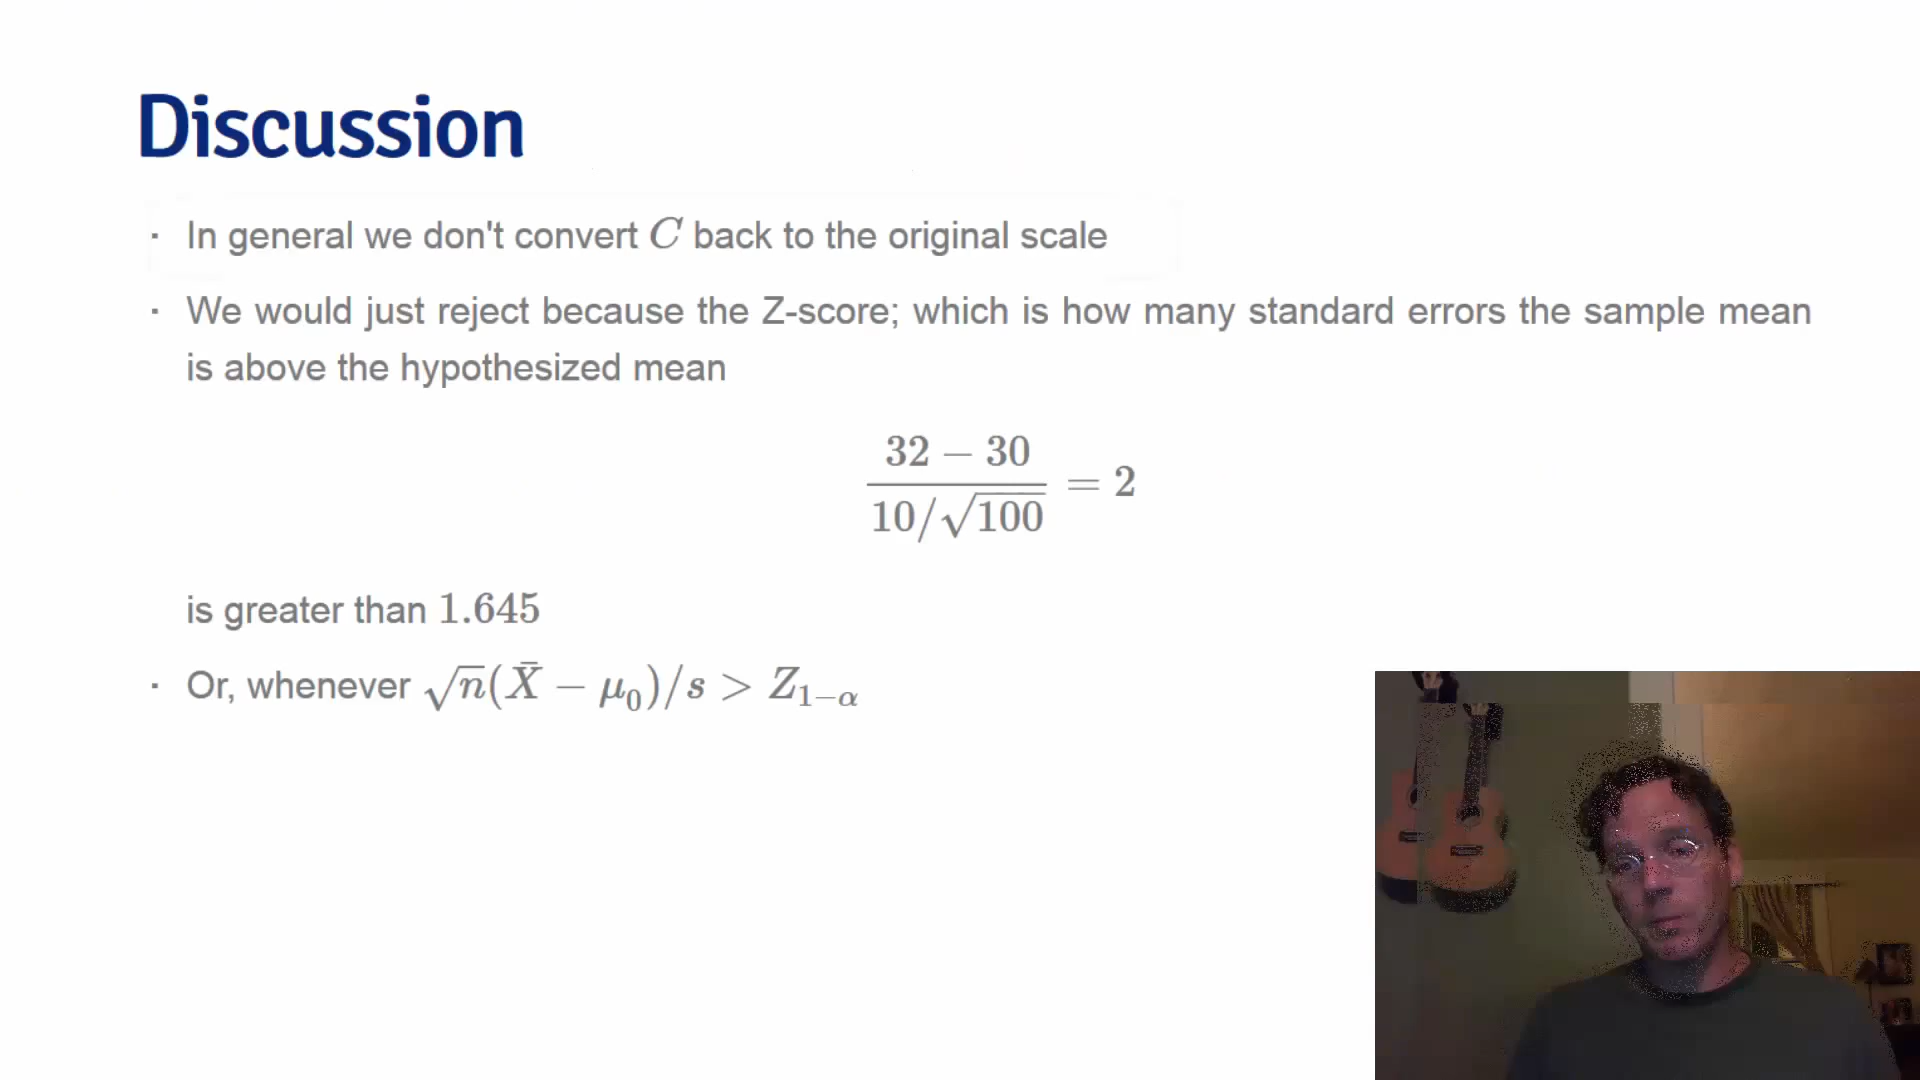 Discussion
· In general we don't convert C back to the original scale
· We would just reject because the Z-score; which is how many standard errors the sample mean
is above the hypothesized mean
32 − 30
10/√100
= 2
is greater than 1.645
· Or, whenever √n(X̄ − μ₀)/s > Z₁₋α